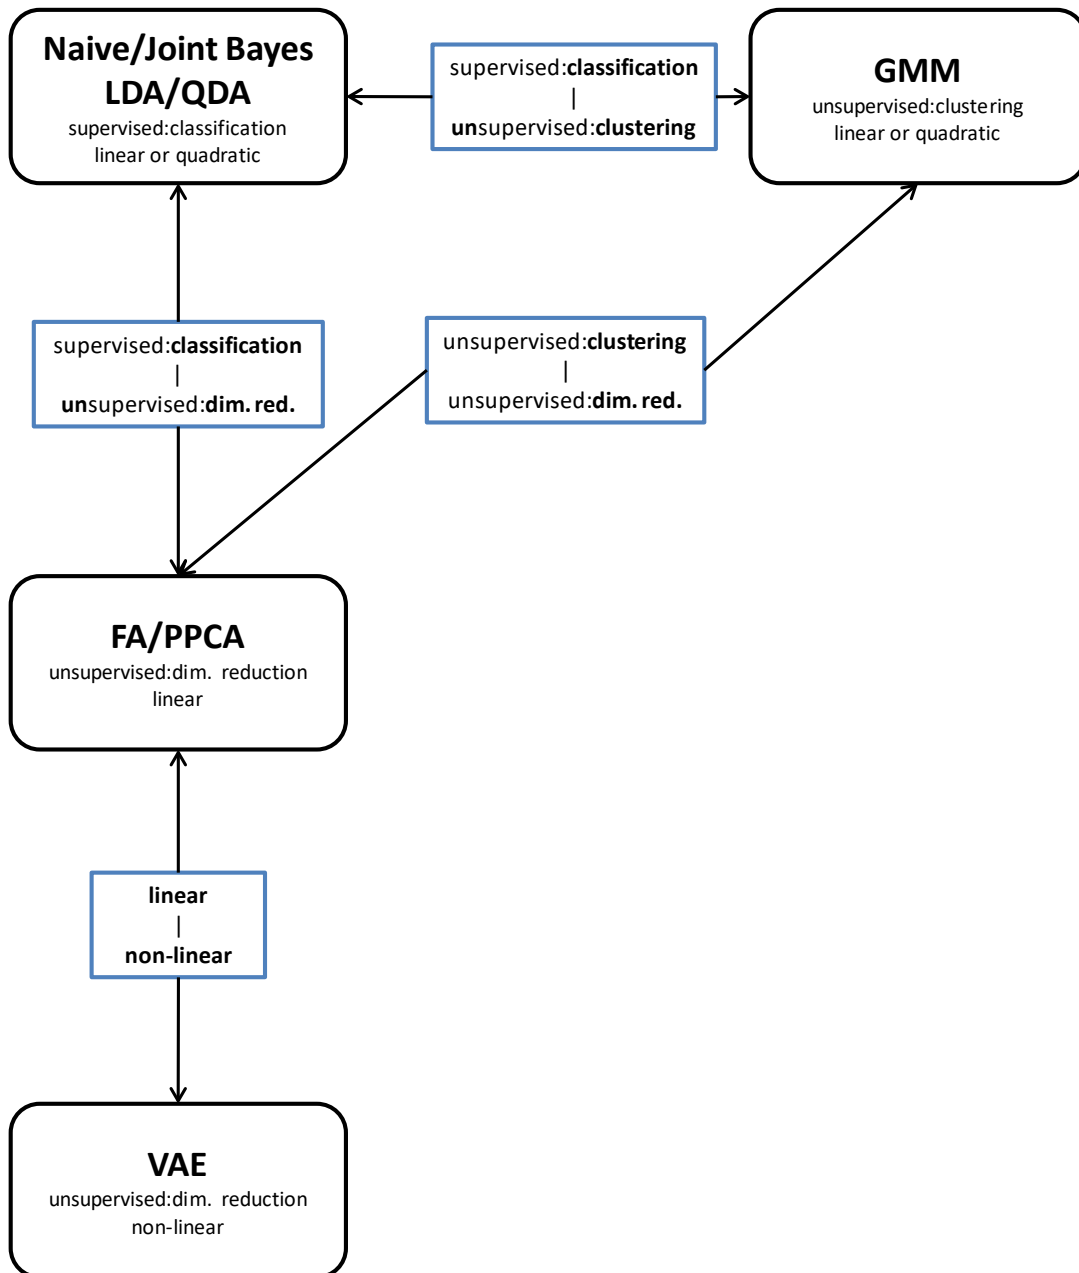 Naive/Joint Bayes
LDA/QDA
supervised:classification
linear or quadratic
supervised:classification
|
unsupervised:clustering
GMM
unsupervised:clustering
linear or quadratic
supervised:classification
|
unsupervised:dim. red.
unsupervised:clustering
|
unsupervised:dim. red.
FA/PPCA
unsupervised:dim. reduction
linear
linear
|
non-linear
VAE
unsupervised:dim. reduction
non-linear